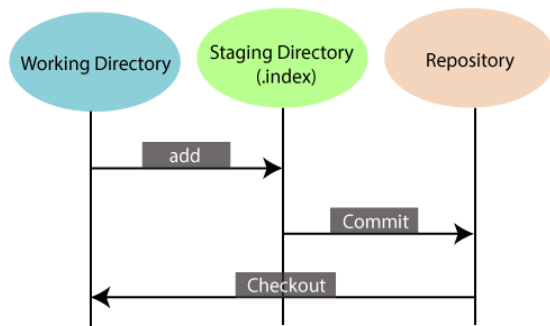 Working Directory
Staging Directory
(.index)
Repository
add
Commit
Checkout